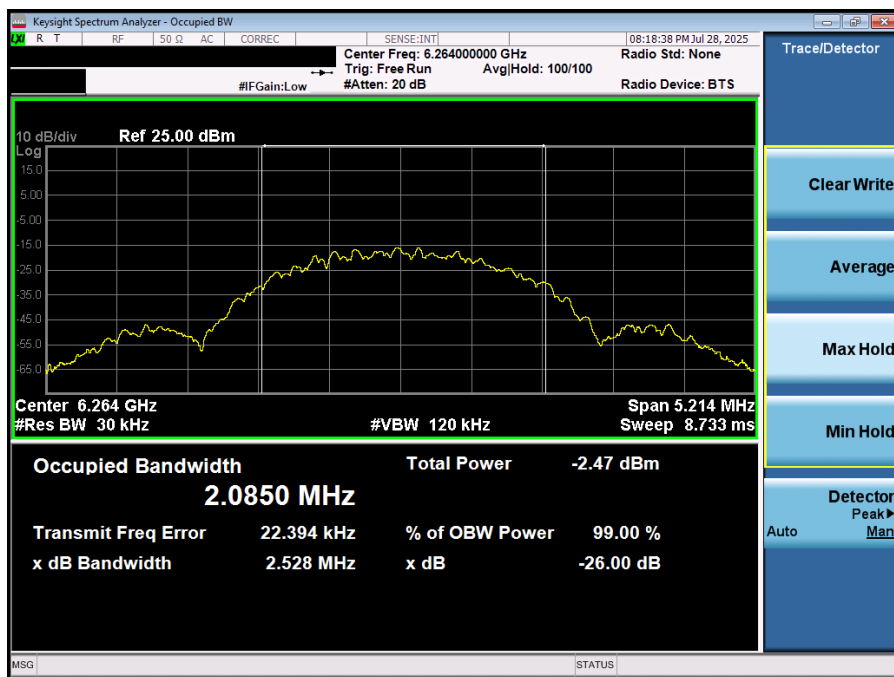 Keysight Spectrum Analyzer - Occupied BW
LXI R T RF 50 Ω AC CORREC SENSE:INT 08:18:38 PM Jul 28, 2025
Center Freq: 6.264000000 GHz Radio Std: None
Trig: Free Run Avg|Hold: 100/100
#IFGain:Low #Atten: 20 dB Radio Device: BTS
Trace/Detector
10 dB/div Ref 25.00 dBm
Log
15.0
5.00
-5.00
-15.0
-25.0
-35.0
-45.0
-55.0
-65.0
Center 6.264 GHz Span 5.214 MHz
#Res BW 30 kHz #VBW 120 kHz Sweep 8.733 ms
Occupied Bandwidth Total Power -2.47 dBm
2.0850 MHz
Transmit Freq Error 22.394 kHz % of OBW Power 99.00 %
x dB Bandwidth 2.528 MHz x dB -26.00 dB
Clear Write
Average
Max Hold
Min Hold
Detector
Peak▶
Auto Man
MSG STATUS